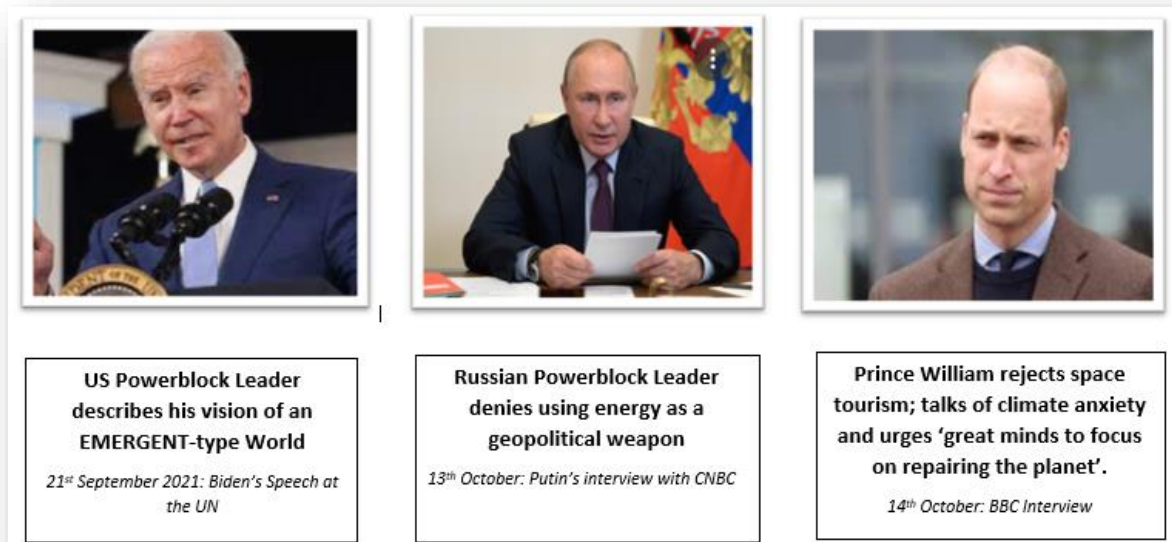 DENT OF THE U
US Powerblock Leader
describes his vision of an
EMERGENT-type World
21st September 2021: Biden's Speech at
the UN
Russian Powerblock Leader
denies using energy as a
geopolitical weapon
13th October: Putin's interview with CNBC
Prince William rejects space
tourism; talks of climate anxiety
and urges ‘great minds to focus
on repairing the planet’.
14th October: BBC Interview